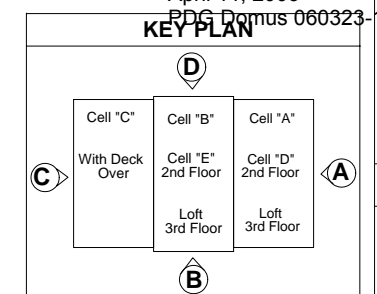 PDG Domus 060323-
KEY PLAN
D
Cell "C"
Cell "B"
Cell "A"
With Deck
Over
Cell "E"
2nd Floor
Cell "D"
2nd Floor
C
A
Loft
3rd Floor
Loft
3rd Floor
B